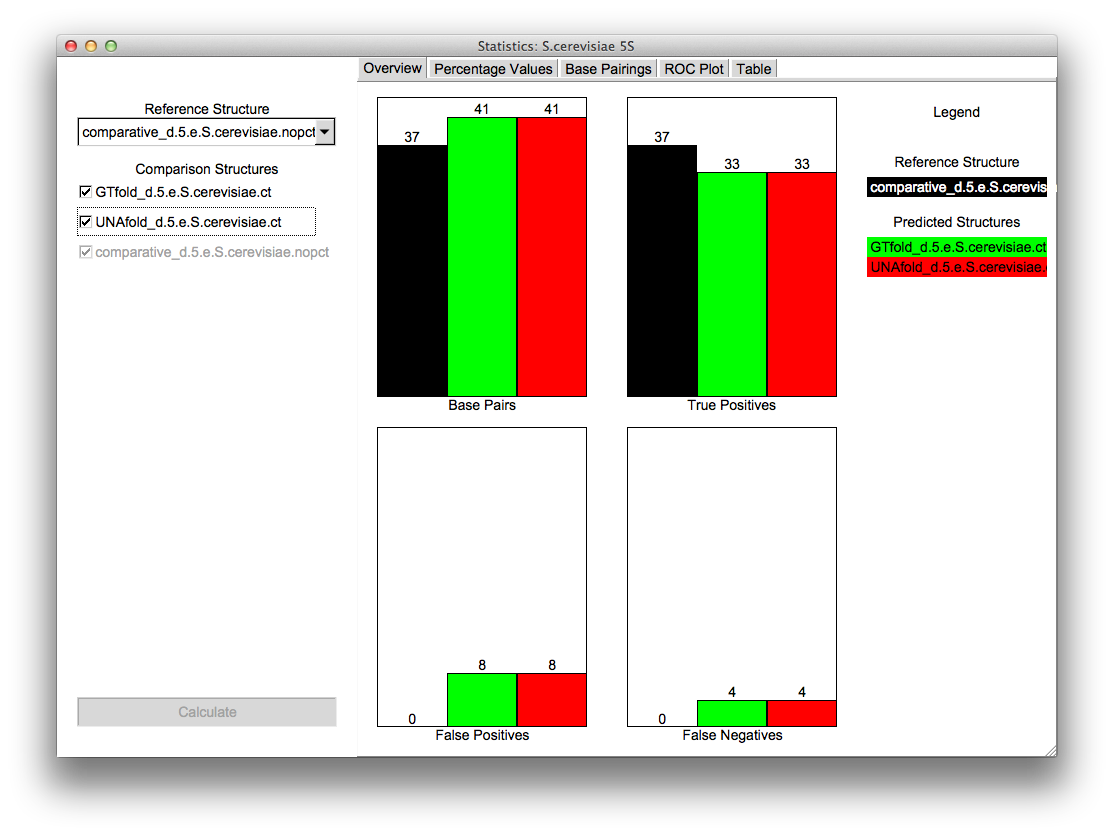 Statistics: S.cerevisiae 5S
Overview
Percentage Values
Base Pairings
ROC Plot
Table
Reference Structure
comparative_d.5.e.S.cerevisiae.nopct
Comparison Structures
GTfold_d.5.e.S.cerevisiae.ct
UNAfold_d.5.e.S.cerevisiae.ct
comparative_d.5.e.S.cerevisiae.nopct
Calculate
37
41
41
Base Pairs
37
33
33
True Positives
0
8
8
False Positives
0
4
4
False Negatives
Legend
Reference Structure
comparative_d.5.e.S.cerevis
Predicted Structures
GTfold_d.5.e.S.cerevisiae.ct
UNAfold_d.5.e.S.cerevisiae.